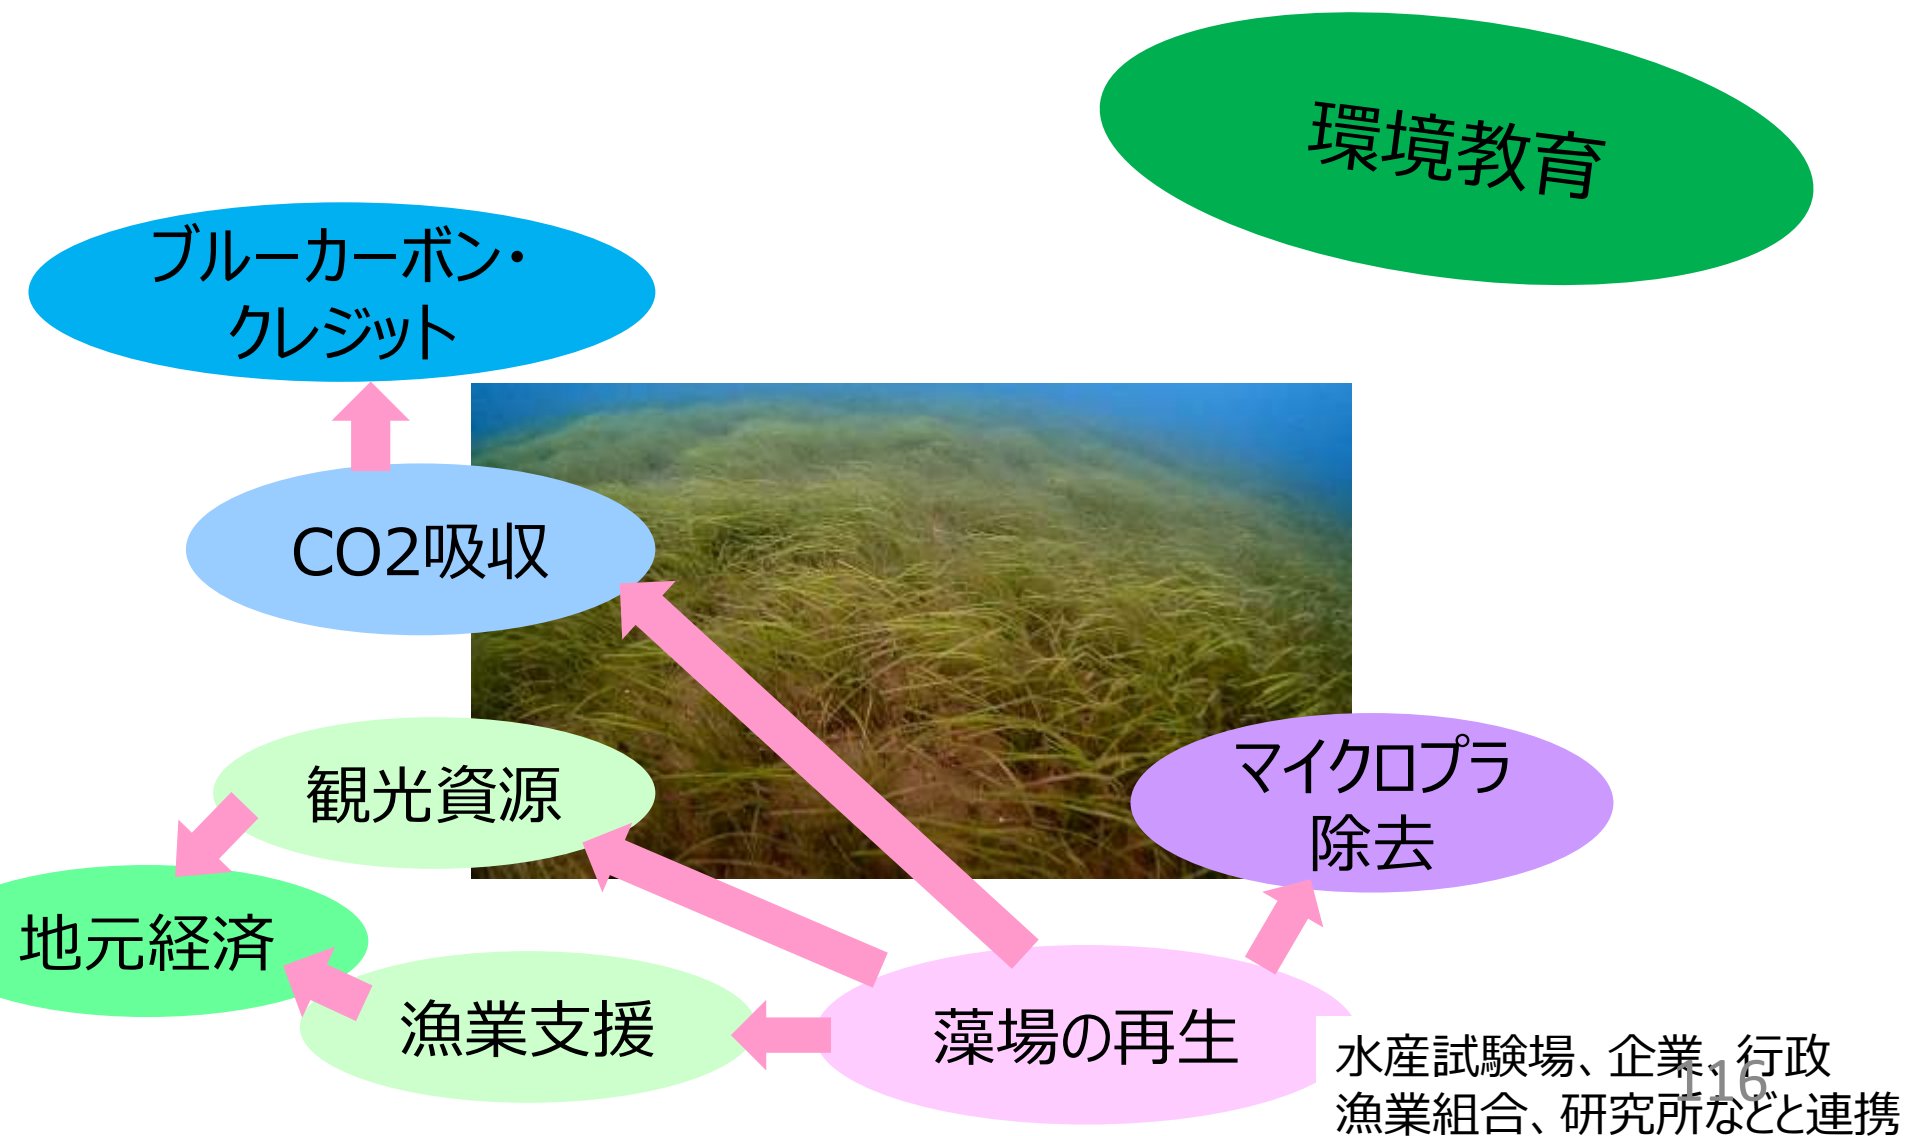 環境教育
ブルーカーボン・
クレジット
CO2吸収
観光資源
マイクロプラ
除去
地元経済
漁業支援
藻場の再生
水産試験場、企業、行政
漁業組合、研究所などと連携
116